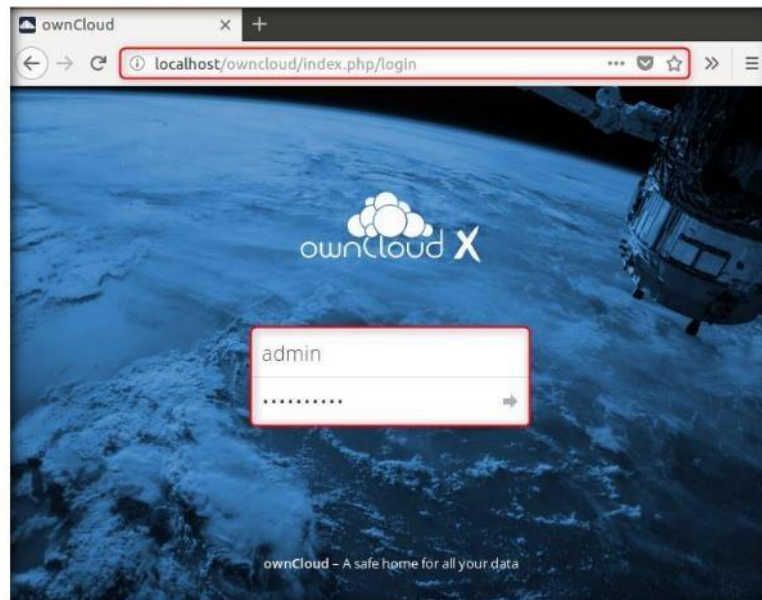 ownCloud
localhost/owncloud/index.php/login
ownCloud X
admin
••••••••••
ownCloud – A safe home for all your data